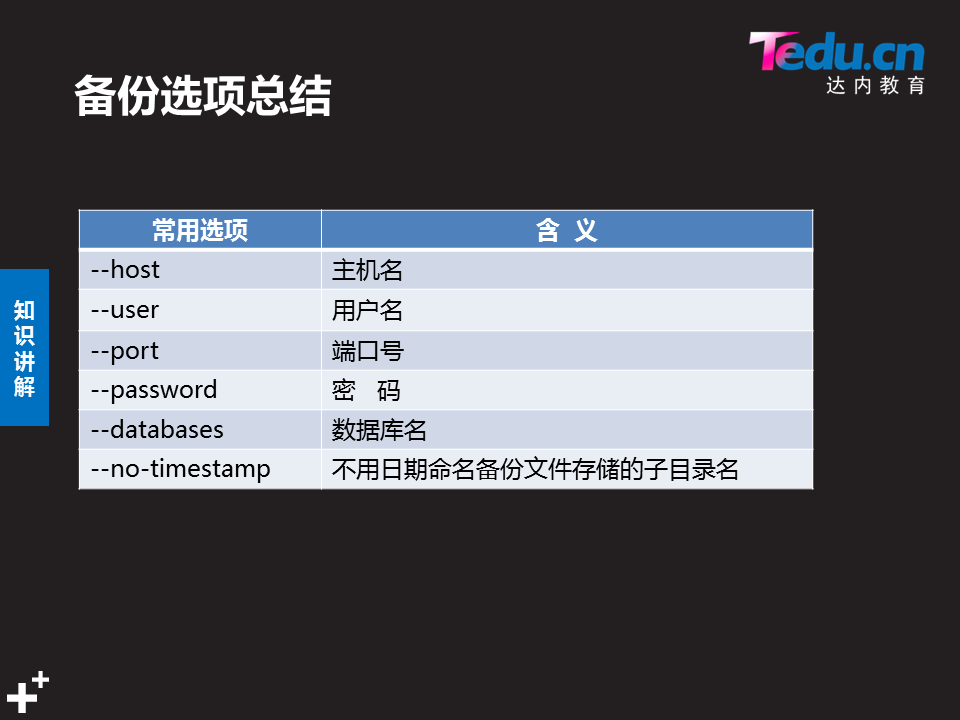 Tedu.cn
达内教育
备份选项总结
常用选项 含 义
--host 主机名
--user 用户名
--port 端口号
--password 密 码
--databases 数据库名
--no-timestamp 不用日期命名备份文件存储的子目录名
知
识
讲
解